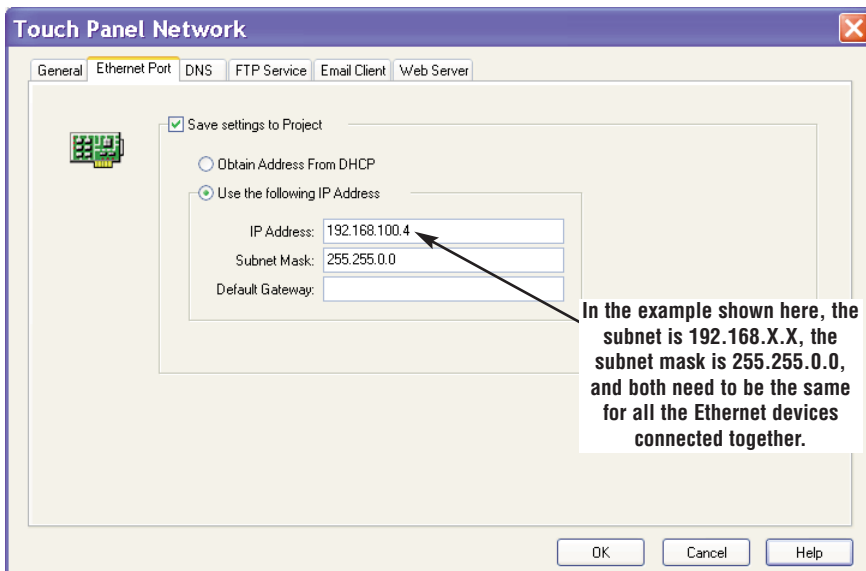 Touch Panel Network
General Ethernet Port DNS FTP Service Email Client Web Server
Save settings to Project
Obtain Address From DHCP
Use the following IP Address
IP Address: 192.168.100.4
Subnet Mask: 255.255.0.0
Default Gateway:
In the example shown here, the
subnet is 192.168.X.X, the
subnet mask is 255.255.0.0,
and both need to be the same
for all the Ethernet devices
connected together.
OK Cancel Help